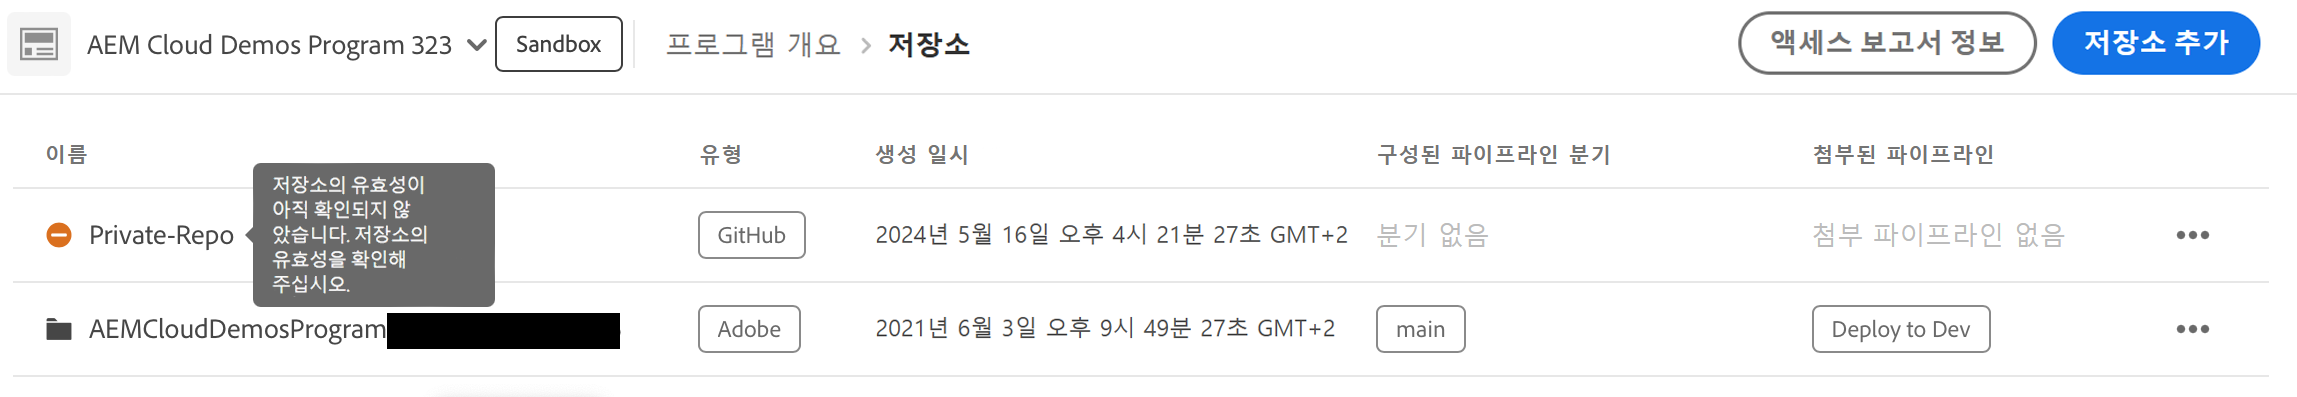 AEM Cloud Demos Program 323 Sandbox 프로그램 개요 > 저장소 액세스 보고서 정보 저장소 추가
이름 유형 생성 일시 구성된 파이프라인 분기 첨부된 파이프라인
저장소의 유효성이
아직 확인되지 않
았습니다. 저장소의
유효성을 확인해
주십시오.
Private-Repo GitHub 2024년 5월 16일 오후 4시 21분 27초 GMT+2 분기 없음 첨부 파이프라인 없음
AEMCloudDemosProgram Adobe 2021년 6월 3일 오후 9시 49분 27초 GMT+2 main Deploy to Dev